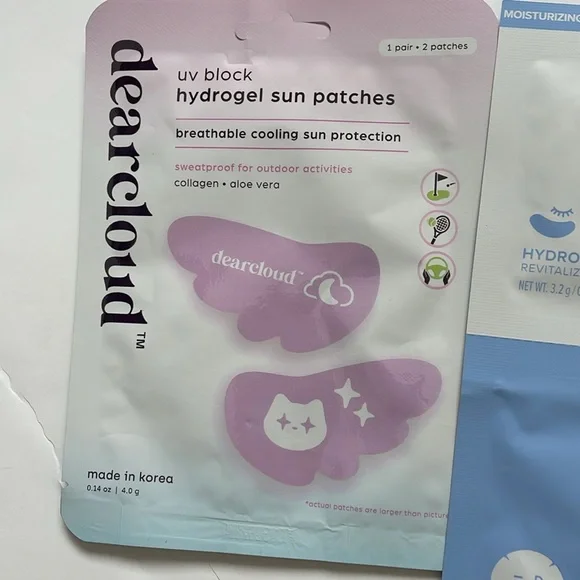 dearcloud™
1 pair • 2 patches
uv block
hydrogel sun patches
breathable cooling sun protection
sweatproof for outdoor activities
collagen • aloe vera
dearcloud™
made in korea
0.14 oz | 4.0 g
*actual patches are larger than picture
MOISTURIZING
HYDRO
REVITALIZ
NET WT. 3.2 g /